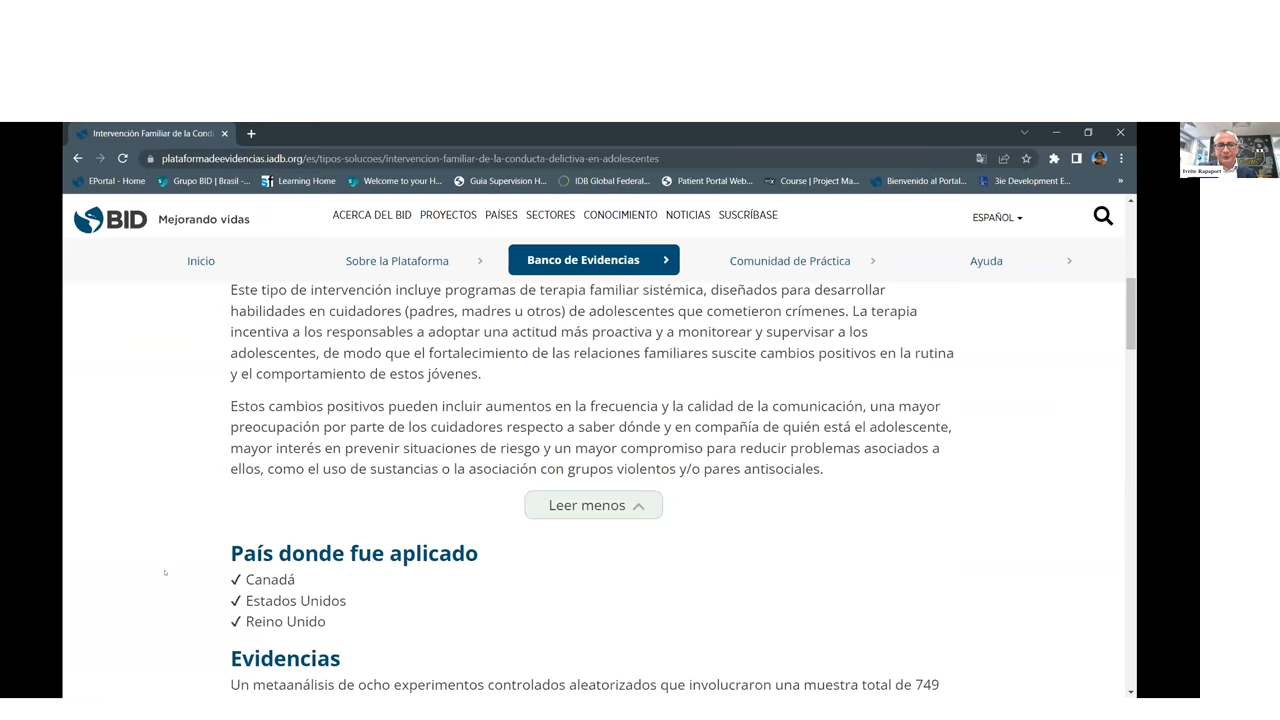 Intervención Familiar de la Cond
plataformadeevidencias.iadb.org/es/tipos-solucoes/intervencion-familiar-de-la-conducta-delictiva-en-adolescentes
EPortal - Home Grupo BID | Brasil -... Learning Home Welcome to your H... Guia Supervision H... IDB Global Federal... Patient Portal Web... Course | Project Ma... Bienvenido al Portal... 3ie Development E... »
Ivette Rapaport
BID Mejorando vidas ACERCA DEL BID PROYECTOS PAÍSES SECTORES CONOCIMIENTO NOTICIAS SUSCRÍBASE ESPAÑOL
Inicio Sobre la Plataforma Banco de Evidencias Comunidad de Práctica Ayuda
Este tipo de intervención incluye programas de terapia familiar sistémica, diseñados para desarrollar
habilidades en cuidadores (padres, madres u otros) de adolescentes que cometieron crímenes. La terapia
incentiva a los responsables a adoptar una actitud más proactiva y a monitorear y supervisar a los
adolescentes, de modo que el fortalecimiento de las relaciones familiares suscite cambios positivos en la rutina
y el comportamiento de estos jóvenes.
Estos cambios positivos pueden incluir aumentos en la frecuencia y la calidad de la comunicación, una mayor
preocupación por parte de los cuidadores respecto a saber dónde y en compañía de quién está el adolescente,
mayor interés en prevenir situaciones de riesgo y un mayor compromiso para reducir problemas asociados a
ellos, como el uso de sustancias o la asociación con grupos violentos y/o pares antisociales.
Leer menos
País donde fue aplicado
✓ Canadá
✓ Estados Unidos
✓ Reino Unido
Evidencias
Un metaanálisis de ocho experimentos controlados aleatorizados que involucraron una muestra total de 749